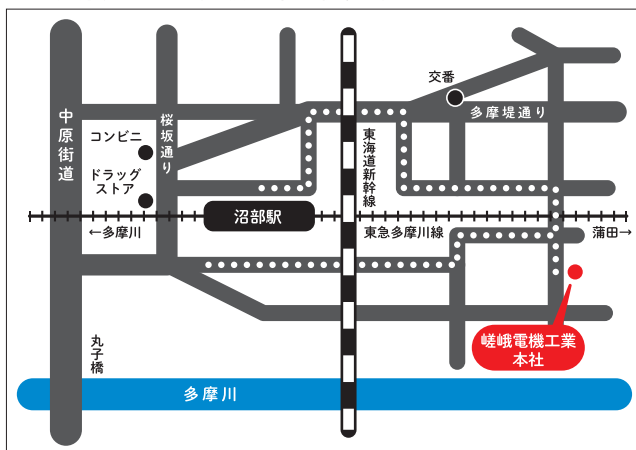 交番
多摩堤通り
中原街道
桜坂通り
コンビニ
ドラッグ
ストア
東海道新幹線
沼部駅
←多摩川
東急多摩川線
蒲田→
丸子橋
嵯峨電機工業
本社
多摩川